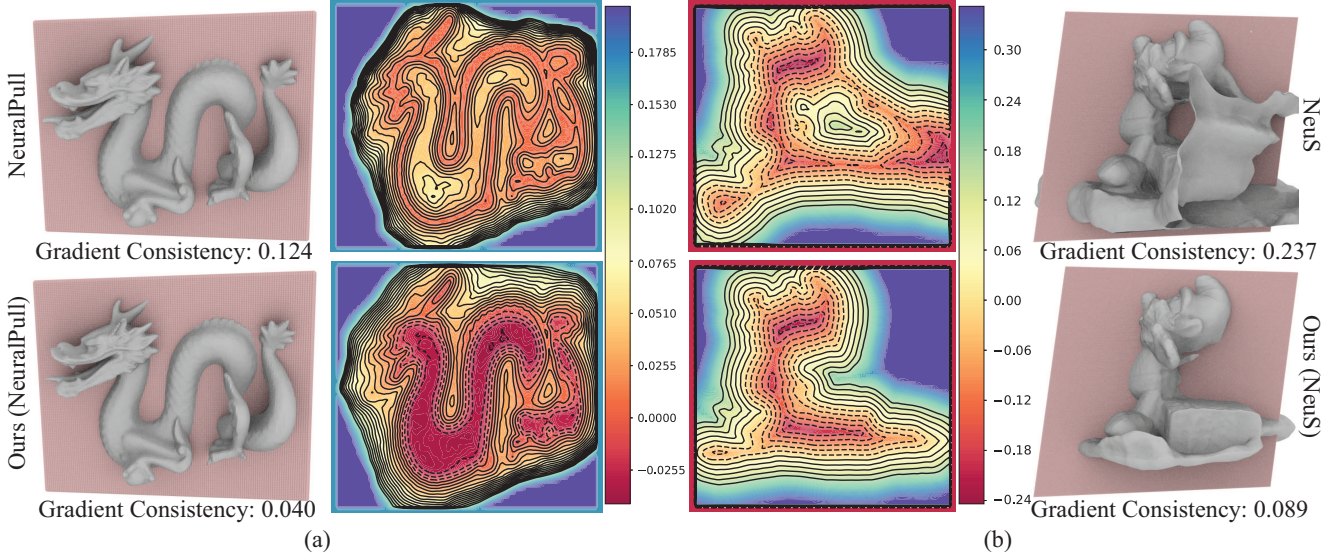 NeuralPull
Gradient Consistency: 0.124
0.1785
0.1530
0.1275
0.1020
0.0765
0.0510
0.0255
0.0000
−0.0255
0.30
0.24
0.18
0.12
0.06
0.00
−0.06
−0.12
−0.18
−0.24
NeuS
Gradient Consistency: 0.237
Ours (NeuralPull)
Gradient Consistency: 0.040
Ours (NeuS)
Gradient Consistency: 0.089
(a)
(b)